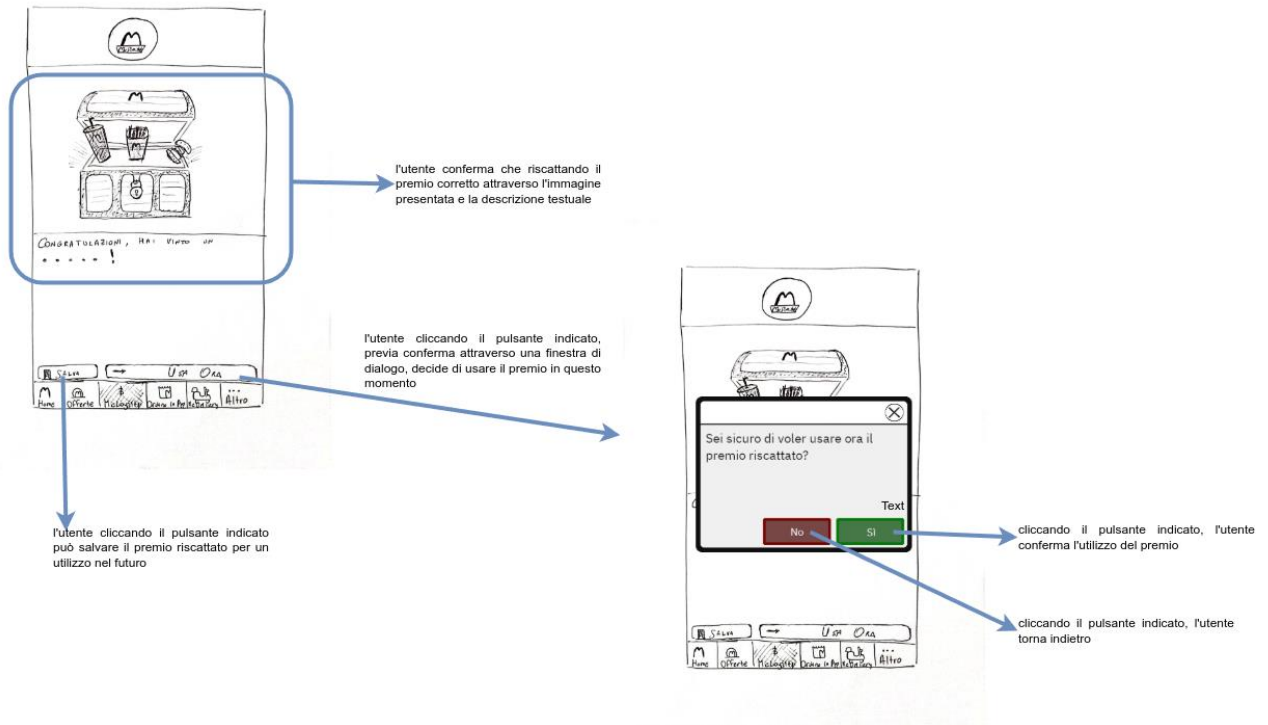 l'utente conferma che riscattando il
premio corretto attraverso l'immagine
presentata e la descrizione testuale
CONGRATULAZIONI, HAI VINTO UN
. . . . . !
l'utente cliccando il pulsante indicato,
previa conferma attraverso una finestra di
dialogo, decide di usare il premio in questo
momento
SALVA
USA ORA
Home
Offerte
Altro
l'utente cliccando il pulsante indicato
può salvare il premio riscattato per un
utilizzo nel futuro
Sei sicuro di voler usare ora il
premio riscattato?
Text
No
SI
cliccando il pulsante indicato, l'utente
conferma l'utilizzo del premio
cliccando il pulsante indicato, l'utente
torna indietro
SALVA
USA ORA
Home
Offerte
Altro